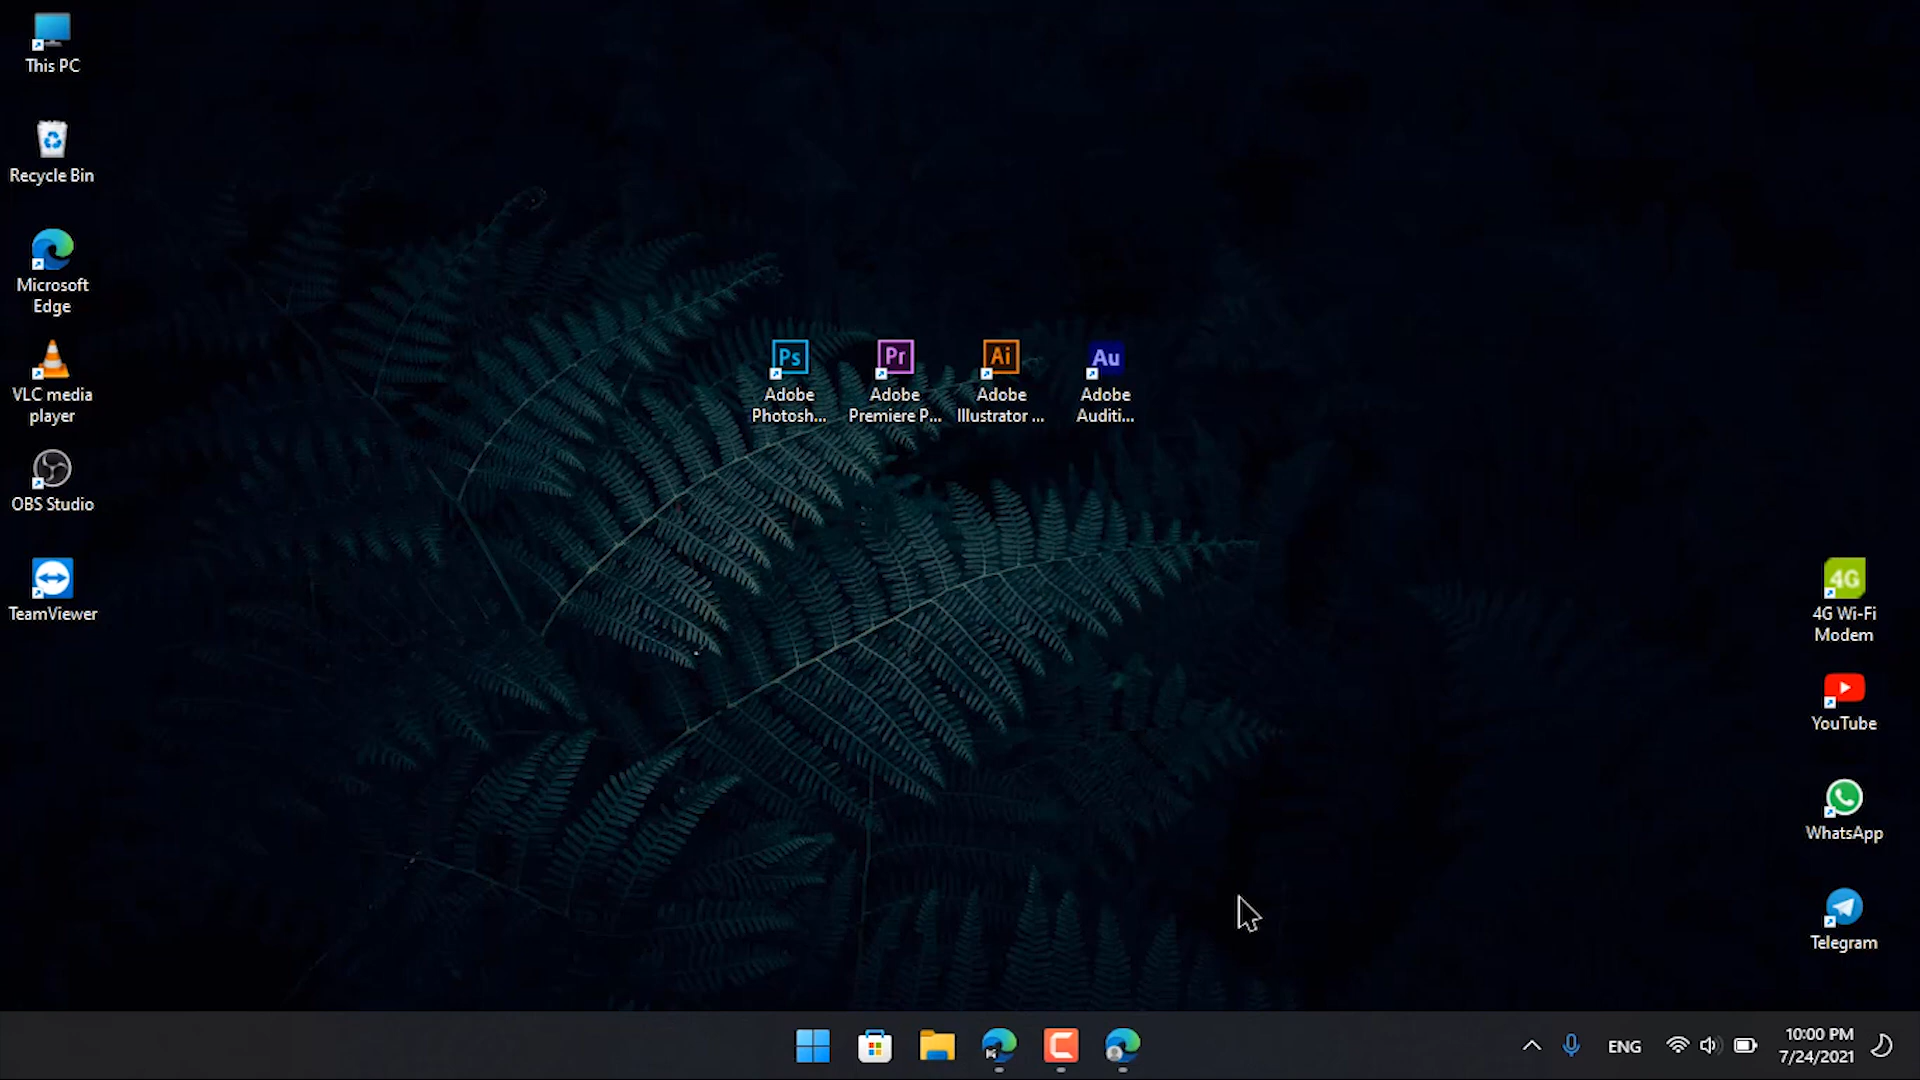 This PC
Recycle Bin
Microsoft
Edge
VLC media
player
OBS Studio
TeamViewer
Ps
Adobe
Photosh...
Pr
Adobe
Premiere P...
Ai
Adobe
Illustrator ...
Au
Adobe
Auditi...
4G
4G Wi-Fi
Modem
YouTube
WhatsApp
Telegram
ENG
10:00 PM
7/24/2021